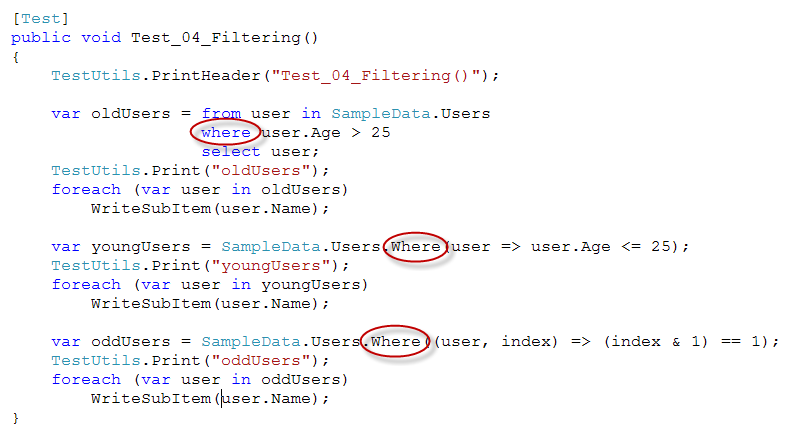 [Test]
public void Test_04_Filtering()
{
    TestUtils.PrintHeader("Test_04_Filtering()");

    var oldUsers = from user in SampleData.Users
                   where user.Age > 25
                   select user;
    TestUtils.Print("oldUsers");
    foreach (var user in oldUsers)
        WriteSubItem(user.Name);

    var youngUsers = SampleData.Users.Where(user => user.Age <= 25);
    TestUtils.Print("youngUsers");
    foreach (var user in youngUsers)
        WriteSubItem(user.Name);

    var oddUsers = SampleData.Users.Where((user, index) => (index & 1) == 1);
    TestUtils.Print("oddUsers");
    foreach (var user in oddUsers)
        WriteSubItem(user.Name);
}